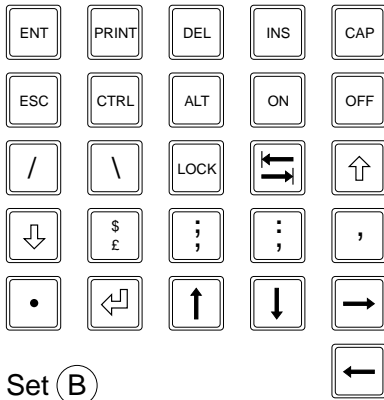 ENT PRINT DEL INS CAP
ESC CTRL ALT ON OFF
/ \ LOCK ⇧
⇩ $ ; : ,
£ ; ;
• ↑ ↓ →
←
Set B